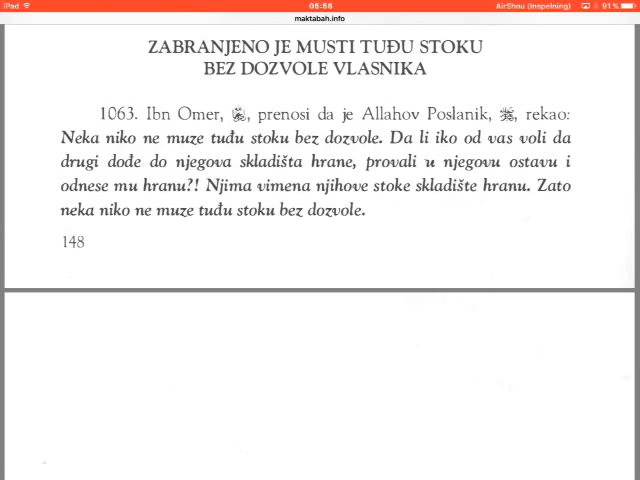 iPad 05:56 AirShou (Inspelning) 91 %
maktabah.info
ZABRANJENO JE MUSTI TUĐU STOKU
BEZ DOZVOLE VLASNIKA
1063. Ibn Omer, , prenosi da je Allahov Poslanik, ﷺ, rekao:
Neka niko ne muze tuđu stoku bez dozvole. Da li iko od vas voli da
drugi dođe do njegova skladišta hrane, provali u njegovu ostavu i
odnese mu hranu?! Njima vimena njihove stoke skladište hranu. Zato
neka niko ne muze tuđu stoku bez dozvole.
148